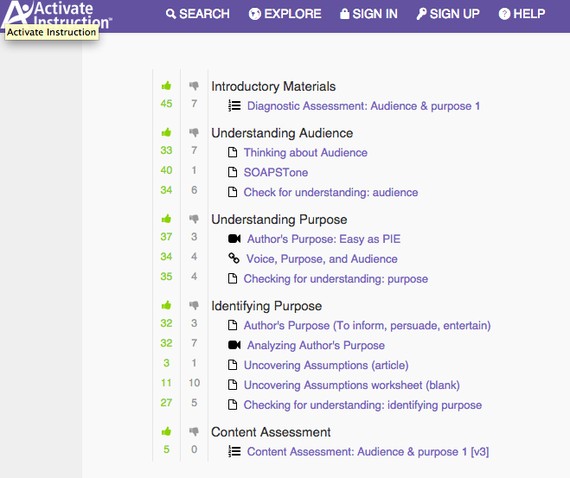 Activate SEARCH EXPLORE SIGN IN SIGN UP HELP
Instruction®
Activate Instruction
Introductory Materials
45 7 Diagnostic Assessment: Audience & purpose 1
Understanding Audience
33 7 Thinking about Audience
40 1 SOAPSTone
34 6 Check for understanding: audience
Understanding Purpose
37 3 Author's Purpose: Easy as PIE
34 4 Voice, Purpose, and Audience
35 4 Checking for understanding: purpose
Identifying Purpose
32 3 Author's Purpose (To inform, persuade, entertain)
32 7 Analyzing Author's Purpose
3 1 Uncovering Assumptions (article)
11 10 Uncovering Assumptions worksheet (blank)
27 5 Checking for understanding: identifying purpose
Content Assessment
5 0 Content Assessment: Audience & purpose 1 [v3]